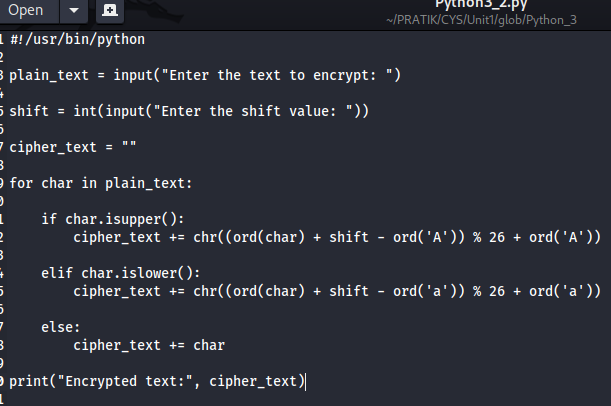 Open
Python3_2.py
~/PRATIK/CYS/Unit1/glob/Python_3
1 #!/usr/bin/python
2
3 plain_text = input("Enter the text to encrypt: ")
4
5 shift = int(input("Enter the shift value: "))
6
7 cipher_text = ""
8
9 for char in plain_text:
0
1     if char.isupper():
2         cipher_text += chr((ord(char) + shift - ord('A')) % 26 + ord('A'))
3
4     elif char.islower():
5         cipher_text += chr((ord(char) + shift - ord('a')) % 26 + ord('a'))
6
7     else:
8         cipher_text += char
9
0 print("Encrypted text:", cipher_text)
1